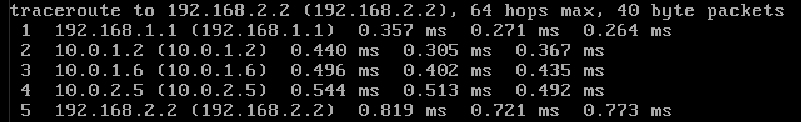 traceroute to 192.168.2.2 (192.168.2.2), 64 hops max, 40 byte packets
1 192.168.1.1 (192.168.1.1) 0.357 ms 0.271 ms 0.264 ms
2 10.0.1.2 (10.0.1.2) 0.440 ms 0.305 ms 0.367 ms
3 10.0.1.6 (10.0.1.6) 0.496 ms 0.402 ms 0.435 ms
4 10.0.2.5 (10.0.2.5) 0.544 ms 0.513 ms 0.492 ms
5 192.168.2.2 (192.168.2.2) 0.819 ms 0.721 ms 0.773 ms